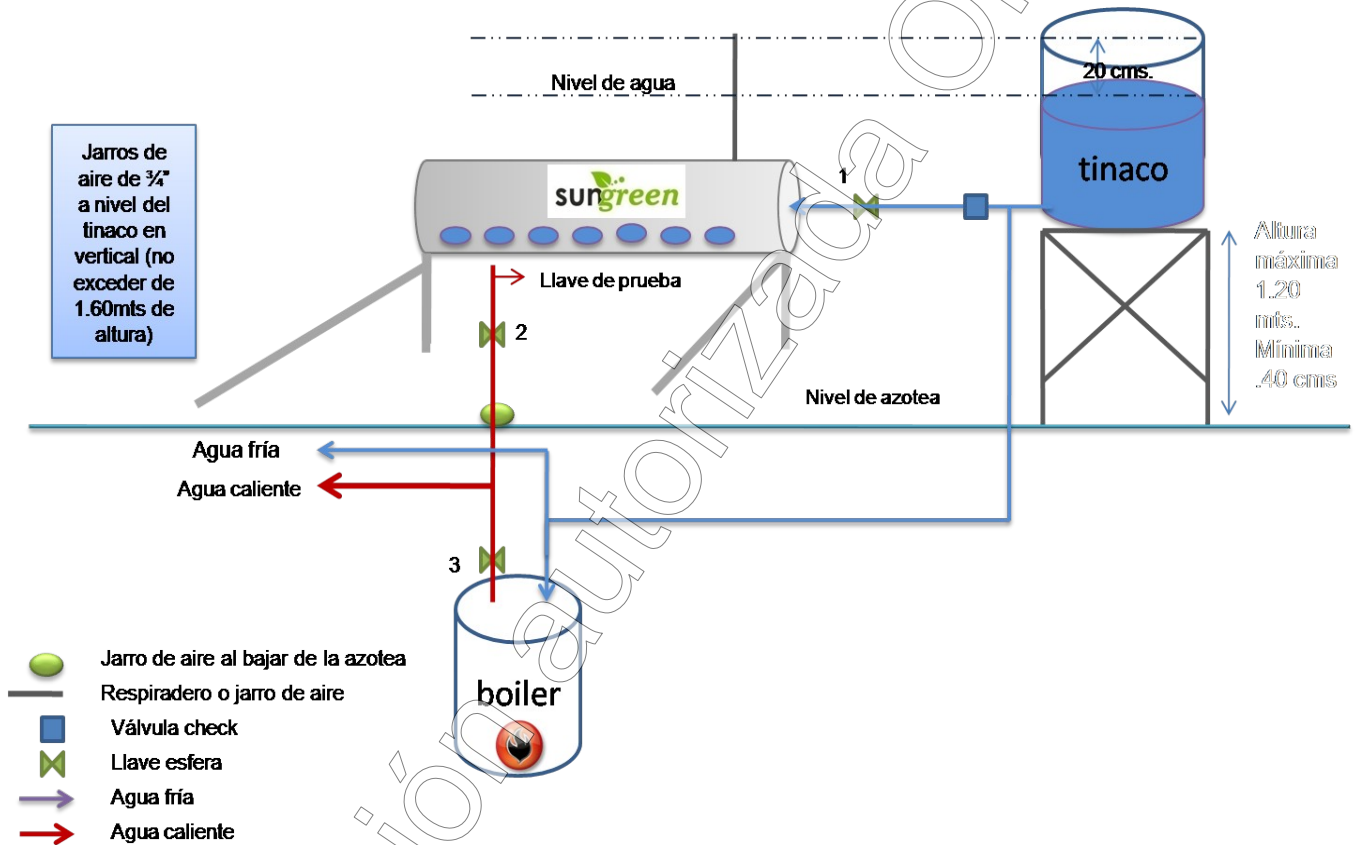 20 cms.
Nivel de agua
Jarros de
aire de ¾"
a nivel del
tinaco en
vertical (no
exceder de
1.60mts de
altura)
sungreen
1
tinaco
Llave de prueba
2
Altura
máxima
1.20
mts.
Mínima
.40 cms
Nivel de azotea
Agua fría
Agua caliente
3
boiler
Jarro de aire al bajar de la azotea
Respiradero o jarro de aire
Válvula check
Llave esfera
Agua fría
Agua caliente
ión autorizada